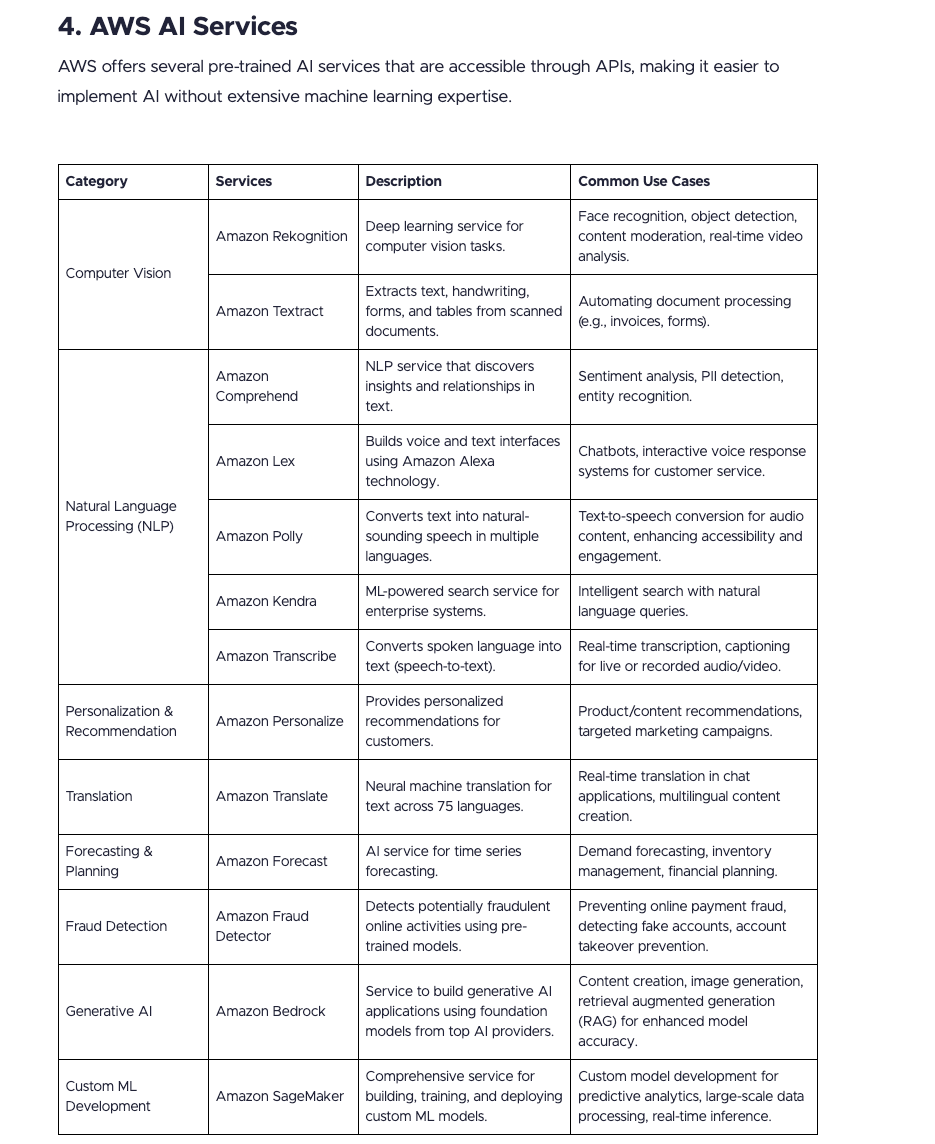 4. AWS AI Services
AWS offers several pre-trained AI services that are accessible through APIs, making it easier to
implement AI without extensive machine learning expertise.
Category
Services
Description
Common Use Cases
Computer Vision
Amazon Rekognition
Deep learning service for
computer vision tasks.
Face recognition, object detection,
content moderation, real-time video
analysis.
Amazon Textract
Extracts text, handwriting,
forms, and tables from scanned
documents.
Automating document processing
(e.g., invoices, forms).
Natural Language
Processing (NLP)
Amazon
Comprehend
NLP service that discovers
insights and relationships in
text.
Sentiment analysis, PII detection,
entity recognition.
Amazon Lex
Builds voice and text interfaces
using Amazon Alexa
technology.
Chatbots, interactive voice response
systems for customer service.
Amazon Polly
Converts text into natural-
sounding speech in multiple
languages.
Text-to-speech conversion for audio
content, enhancing accessibility and
engagement.
Amazon Kendra
ML-powered search service for
enterprise systems.
Intelligent search with natural
language queries.
Amazon Transcribe
Converts spoken language into
text (speech-to-text).
Real-time transcription, captioning
for live or recorded audio/video.
Personalization &
Recommendation
Amazon Personalize
Provides personalized
recommendations for
customers.
Product/content recommendations,
targeted marketing campaigns.
Translation
Amazon Translate
Neural machine translation for
text across 75 languages.
Real-time translation in chat
applications, multilingual content
creation.
Forecasting &
Planning
Amazon Forecast
AI service for time series
forecasting.
Demand forecasting, inventory
management, financial planning.
Fraud Detection
Amazon Fraud
Detector
Detects potentially fraudulent
online activities using pre-
trained models.
Preventing online payment fraud,
detecting fake accounts, account
takeover prevention.
Generative AI
Amazon Bedrock
Service to build generative AI
applications using foundation
models from top AI providers.
Content creation, image generation,
retrieval augmented generation
(RAG) for enhanced model
accuracy.
Custom ML
Development
Amazon SageMaker
Comprehensive service for
building, training, and deploying
custom ML models.
Custom model development for
predictive analytics, large-scale data
processing, real-time inference.